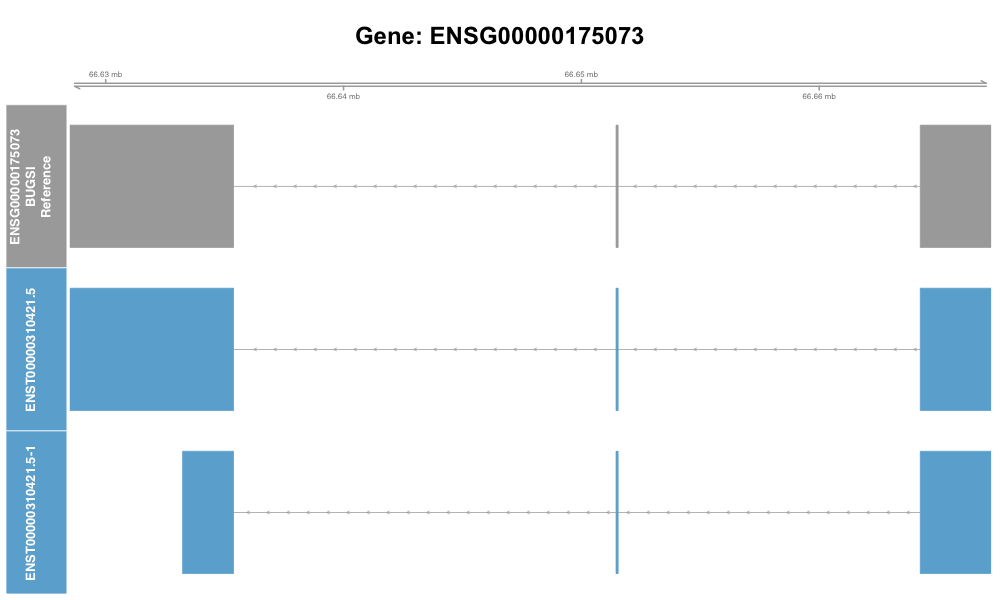 Gene: ENSG00000175073
66.63 mb
66.65 mb
66.64 mb
66.66 mb
ENSG00000175073
BUGSI
Reference
ENST00000310421.5
ENST00000310421.5-1